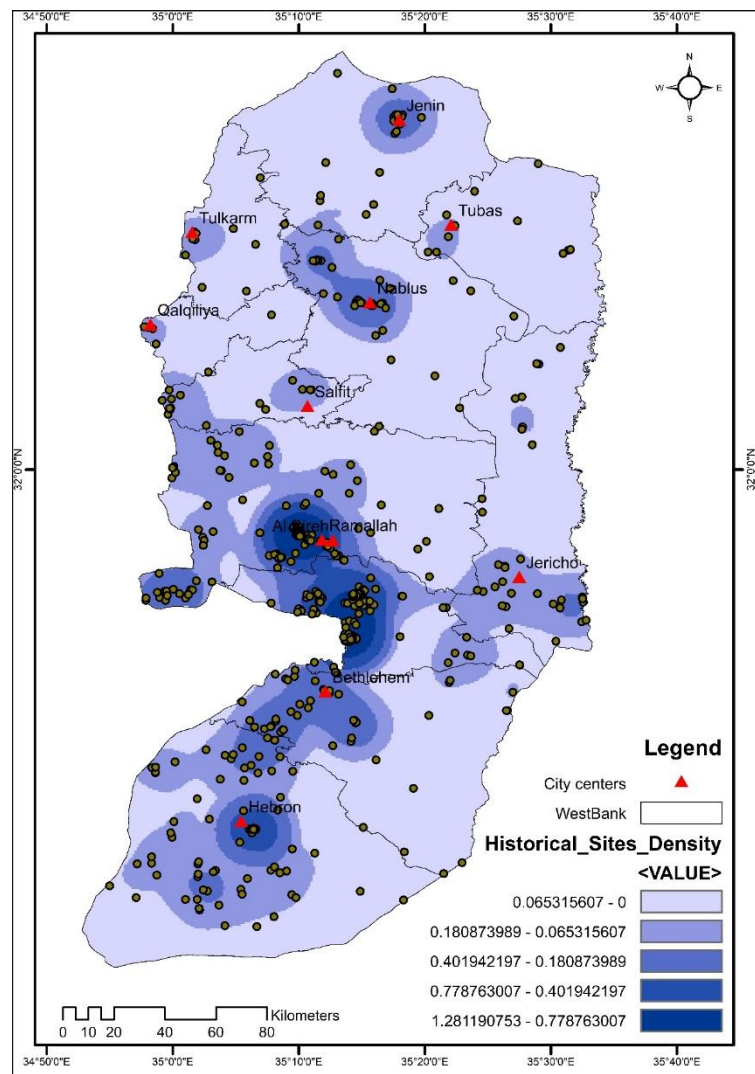 34°50'0"E 35°0'0"E 35°10'0"E 35°20'0"E 35°30'0"E 35°40'0"E
N
W E
S
Jenin
Tubas
Tulkarm
Nablus
Qalqiliya
Salfit
32°0'0"N 32°0'0"N
Al Bireh Ramallah
Jericho
Bethlehem
Legend
City centers
WestBank
Hebron
Historical_Sites_Density
<VALUE>
0.065315607 - 0
0.180873989 - 0.065315607
0.401942197 - 0.180873989
0.778763007 - 0.401942197
1.281190753 - 0.778763007
Kilometers
0 10 20 40 60 80
34°50'0"E 35°0'0"E 35°10'0"E 35°20'0"E 35°30'0"E 35°40'0"E